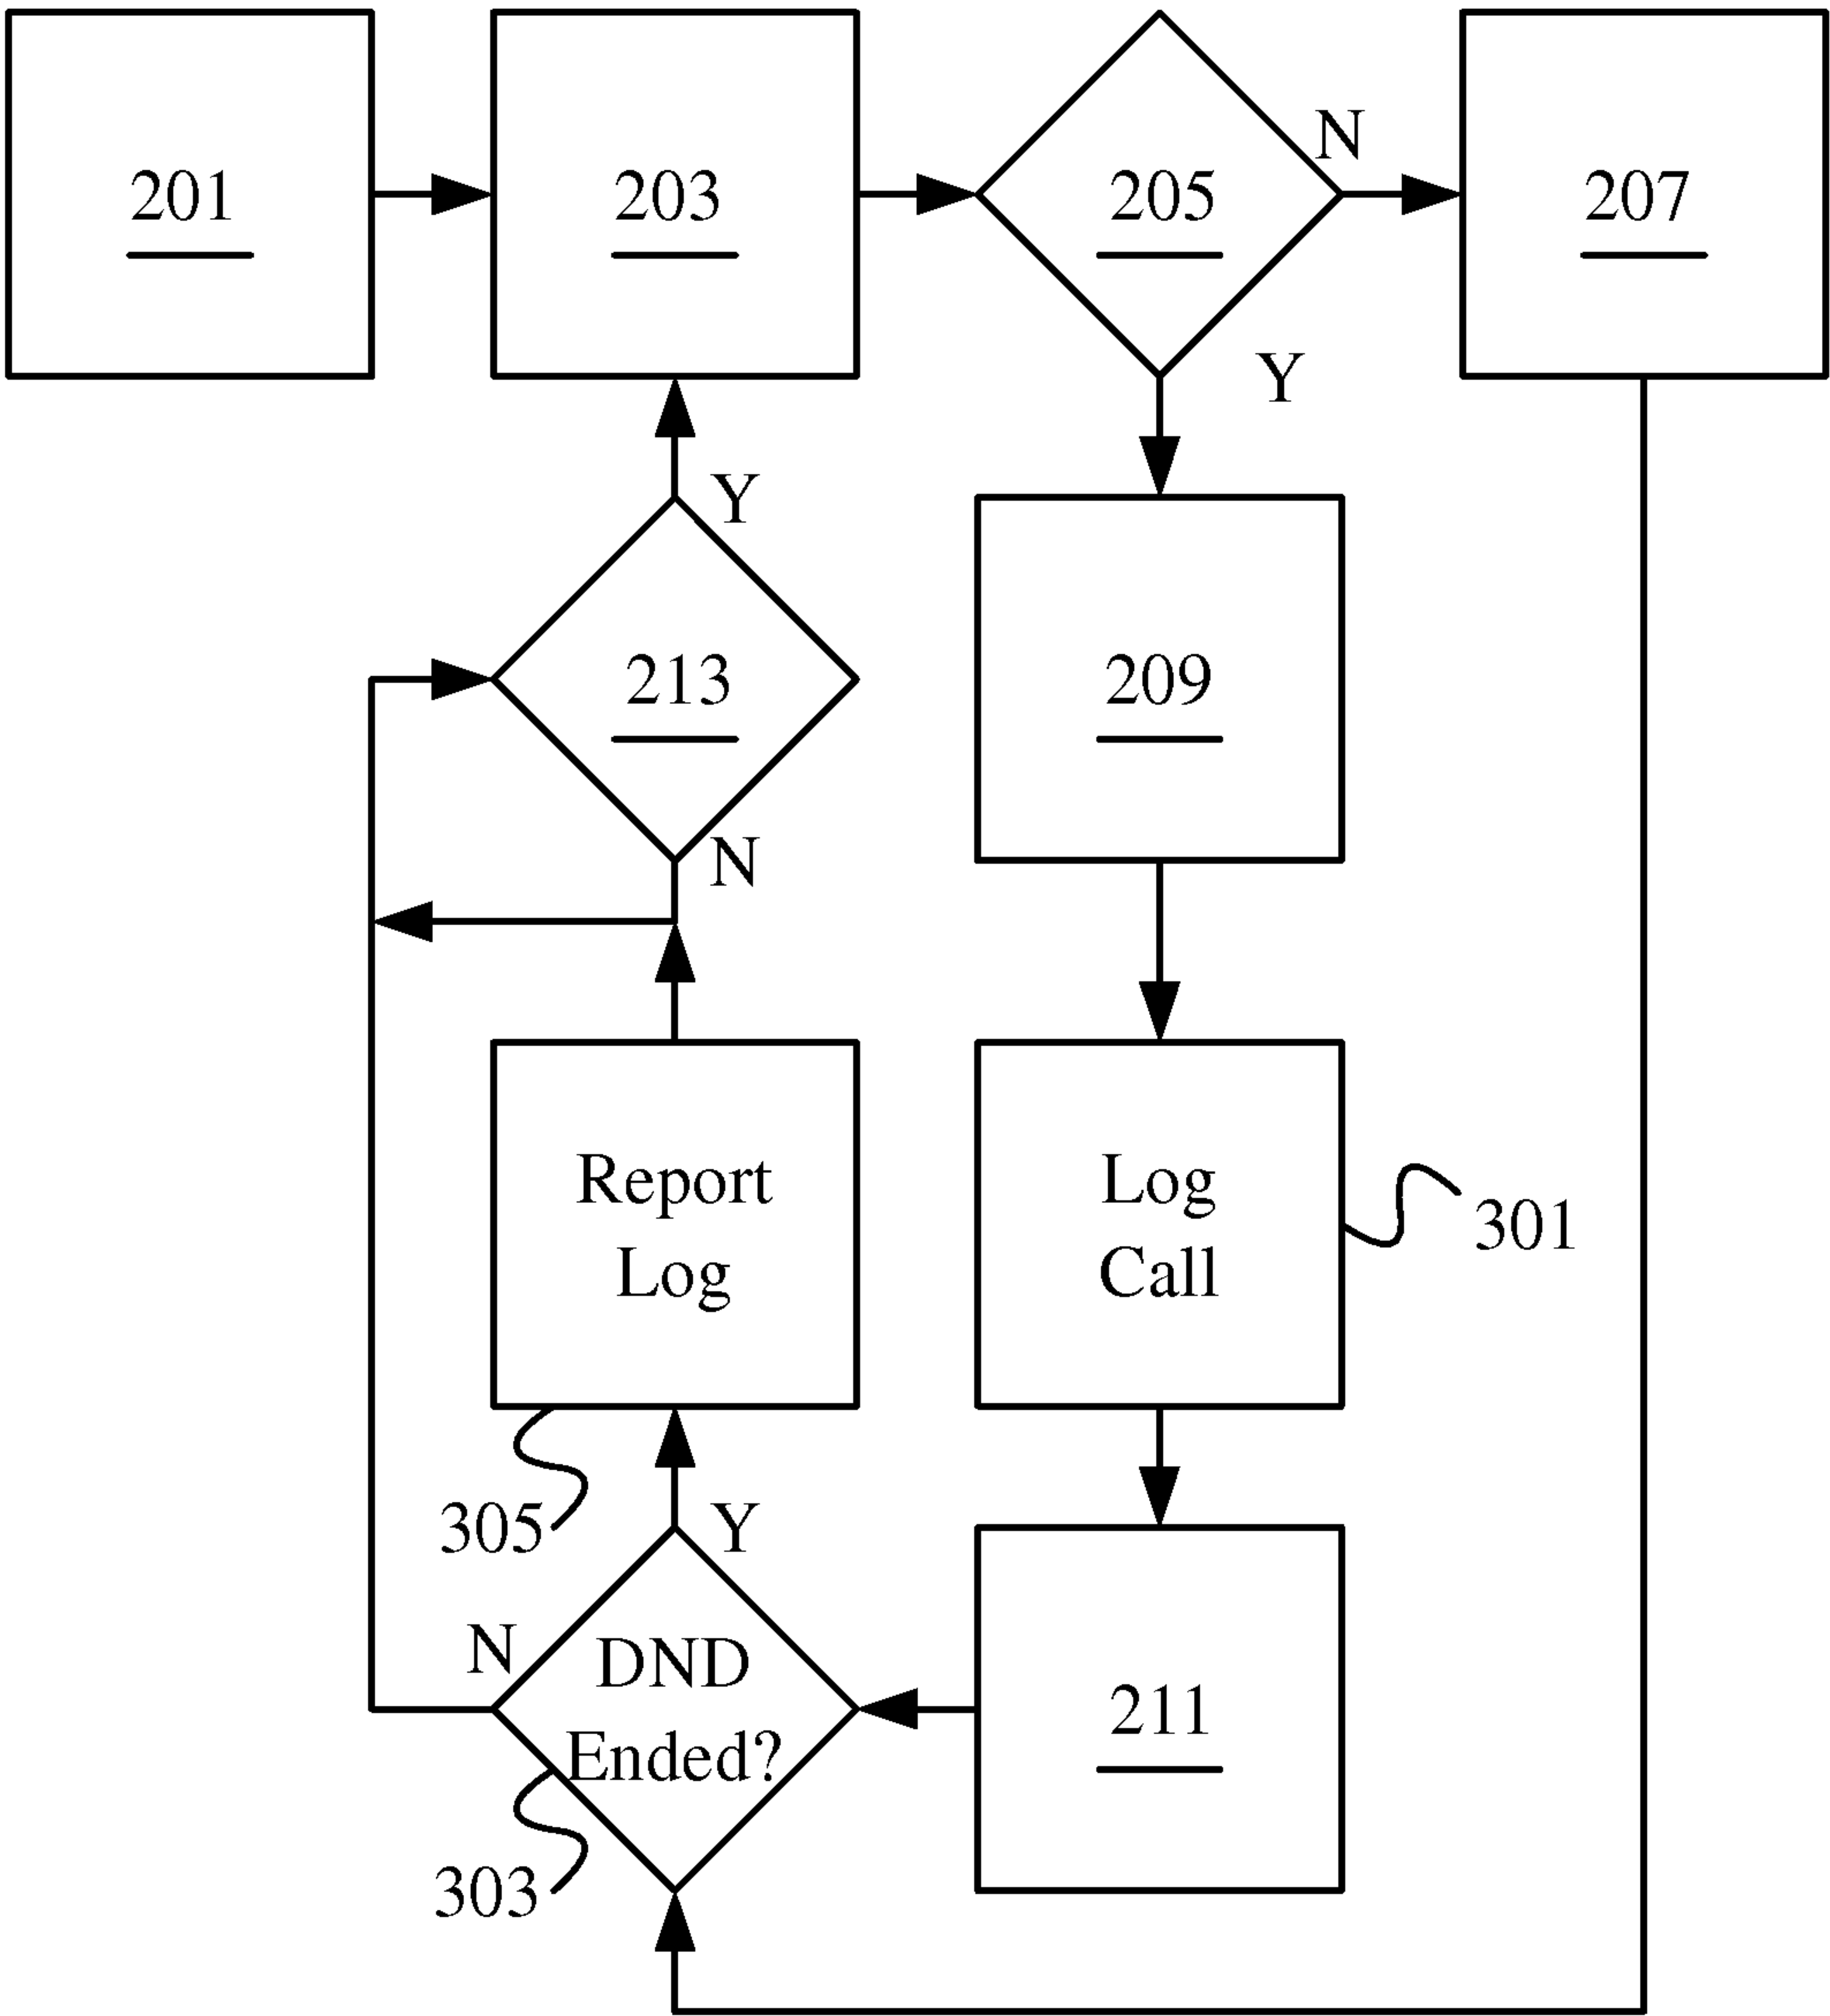 201
203
205
N
207
Y
Y
213
209
N
Report
Log
Log
Call
301
305
Y
N
DND
Ended?
211
303